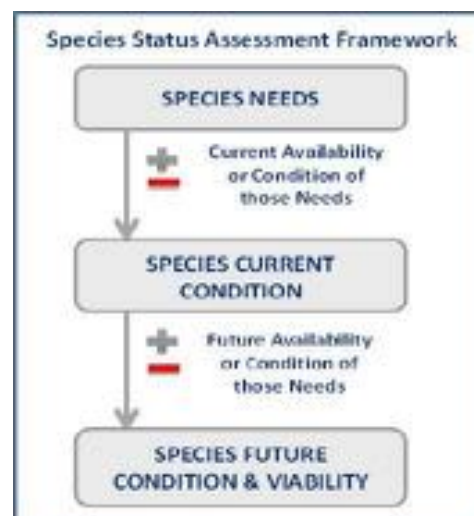 Species Status Assessment Framework
SPECIES NEEDS
Current Availability
or Condition of
those Needs
SPECIES CURRENT
CONDITION
Future Availability
or Condition of
those Needs
SPECIES FUTURE
CONDITION & VIABILITY